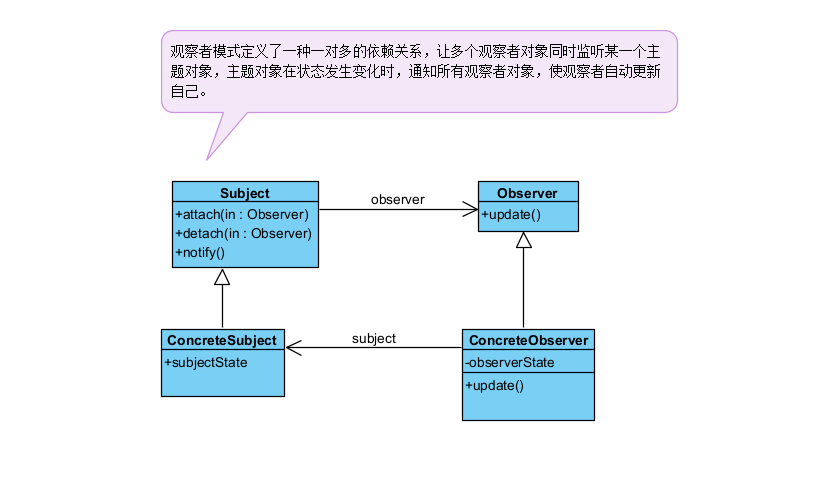 观察者模式定义了一种一对多的依赖关系，让多个观察者对象同时监听某一个主
题对象，主题对象在状态发生变化时，通知所有观察者对象，使观察者自动更新
自己。
Subject
+attach(in : Observer)
+detach(in : Observer)
+notify()
observer
Observer
+update()
ConcreteSubject
+subjectState
subject
ConcreteObserver
-observerState
+update()